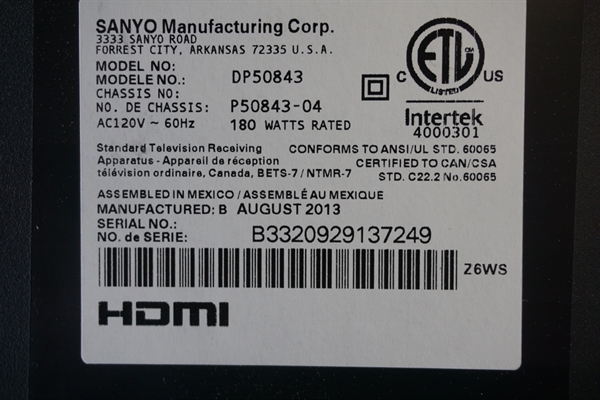 SANYO Manufacturing Corp.
3333 SANYO ROAD
FORREST CITY, ARKANSAS 72335 U.S.A.
MODEL NO:
MODELE NO.: DP50843
CHASSIS NO:
NO. DE CHASSIS: P50843-04
AC120V ~ 60Hz 180 WATTS RATED
C ETL US
CM
LISTED
Intertek
4000301
Standard Television Receiving
Apparatus - Appareil de réception
télévision ordinaire, Canada, BETS-7 / NTMR-7
CONFORMS TO ANSI/UL STD. 60065
CERTIFIED TO CAN/CSA
STD. C22.2 No.60065
ASSEMBLED IN MEXICO / ASSEMBLÉ AU MEXIQUE
MANUFACTURED: B AUGUST 2013
SERIAL NO.:
NO. de SERIE: B3320929137249
Z6WS
HDMI